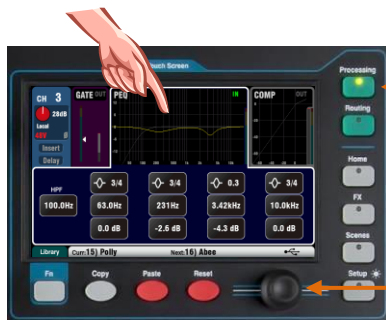 Touch Screen
Processing
CH 3
GATE OUT
PEQ
IN
COMP
OUT
28dB
Local
48V Ø
Insert
Delay
Routing
Home
HPF
3/4
3/4
0.3
3/4
100.0Hz
63.0Hz
231Hz
3.42kHz
10.0kHz
0.0 dB
-2.6 dB
-4.3 dB
0.0 dB
FX
Scenes
Library
Curr:15) Polly
Next:16) Abee
Fn
Copy
Paste
Reset
Setup